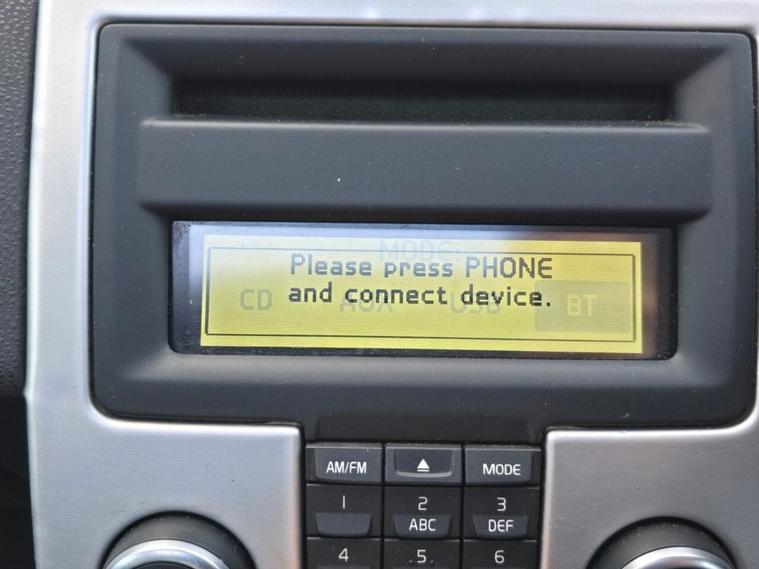 MODE:
Please press PHONE
and connect device.
CD AUX USB BT
AM/FM MODE
1 2 3
ABC DEF
4 5 6